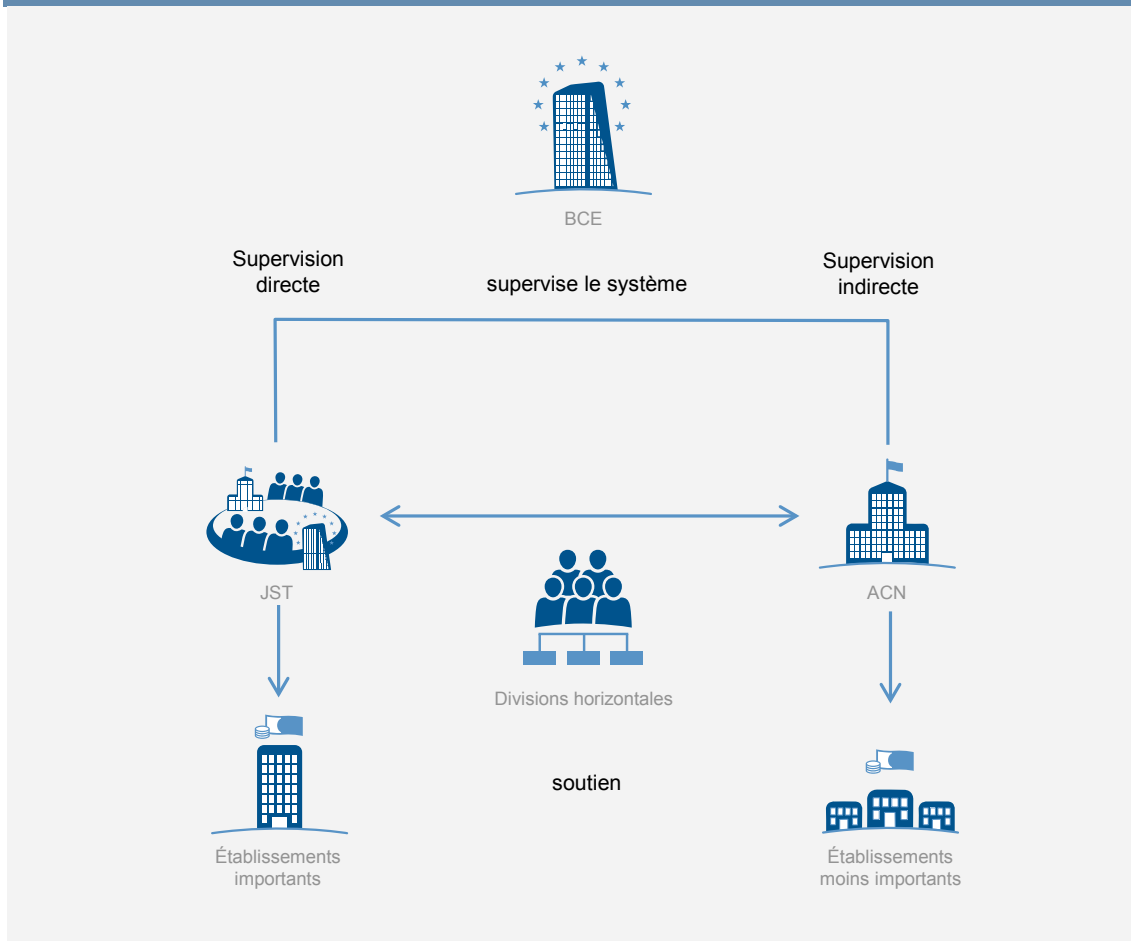 BCE
Supervision
directe
supervise le système
Supervision
indirecte
JST
ACN
Divisions horizontales
soutien
Établissements
importants
Établissements
moins importants